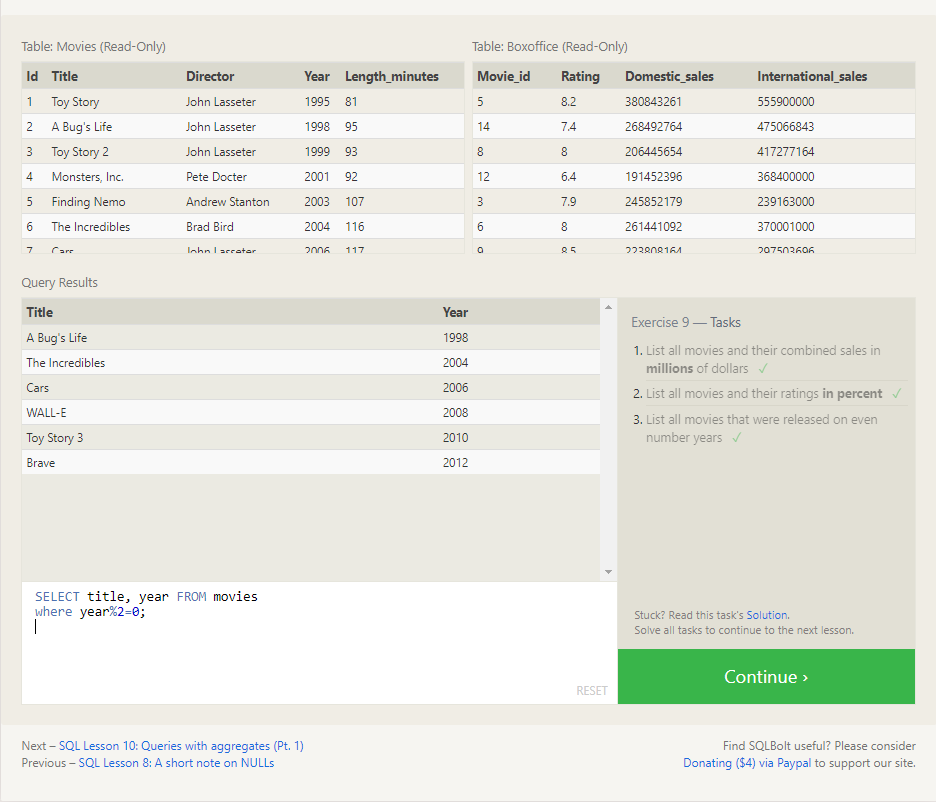 Table: Movies (Read-Only)
Id Title Director Year Length_minutes
1 Toy Story John Lasseter 1995 81
2 A Bug's Life John Lasseter 1998 95
3 Toy Story 2 John Lasseter 1999 93
4 Monsters, Inc. Pete Docter 2001 92
5 Finding Nemo Andrew Stanton 2003 107
6 The Incredibles Brad Bird 2004 116
7 Cars John Lasseter 2006 117
Table: Boxoffice (Read-Only)
Movie_id Rating Domestic_sales International_sales
5 8.2 380843261 555900000
14 7.4 268492764 475066843
8 8 206445654 417277164
12 6.4 191452396 368400000
3 7.9 245852179 239163000
6 8 261441092 370001000
9 8.5 223808164 297503696
Query Results
Title Year
A Bug's Life 1998
The Incredibles 2004
Cars 2006
WALL-E 2008
Toy Story 3 2010
Brave 2012
SELECT title, year FROM movies
where year%2=0;
RESET
Exercise 9 — Tasks
1. List all movies and their combined sales in
millions of dollars ✓
2. List all movies and their ratings in percent ✓
3. List all movies that were released on even
number years ✓
Stuck? Read this task's Solution.
Solve all tasks to continue to the next lesson.
Continue ›
Next – SQL Lesson 10: Queries with aggregates (Pt. 1)
Previous – SQL Lesson 8: A short note on NULLs
Find SQLBolt useful? Please consider
Donating ($4) via Paypal to support our site.